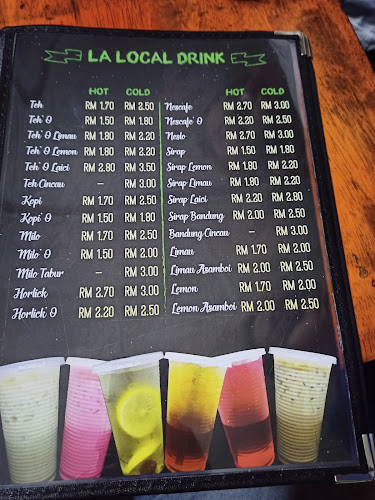 LA LOCAL DRINK
HOT COLD
Teh RM 1.70 RM 2.50
Teh' O RM 1.50 RM 1.80
Teh' O Limau RM 1.80 RM 2.20
Teh' O Lemon RM 1.80 RM 2.20
Teh' O Laici RM 2.80 RM 3.50
Teh Cincau – RM 3.00
Kopi RM 1.70 RM 2.50
Kopi' O RM 1.50 RM 1.80
Milo RM 1.70 RM 2.50
Milo' O RM 1.50 RM 2.00
Milo Tabur – RM 3.00
Horlick RM 2.70 RM 3.00
Horlick' O RM 2.20 RM 2.50
HOT COLD
Nescafe RM 2.70 RM 3.00
Nescafe' O RM 2.20 RM 2.50
Neslo RM 2.70 RM 3.00
Sirap RM 1.50 RM 1.80
Sirap Lemon RM 1.80 RM 2.20
Sirap Limau RM 1.80 RM 2.20
Sirap Laici RM 2.20 RM 2.80
Sirap Bandung RM 2.00 RM 2.50
Bandung Cincau – RM 3.00
Limau RM 1.70 RM 2.00
Limau Asamboi RM 2.00 RM 2.50
Lemon RM 1.70 RM 2.00
Lemon Asamboi RM 2.00 RM 2.50